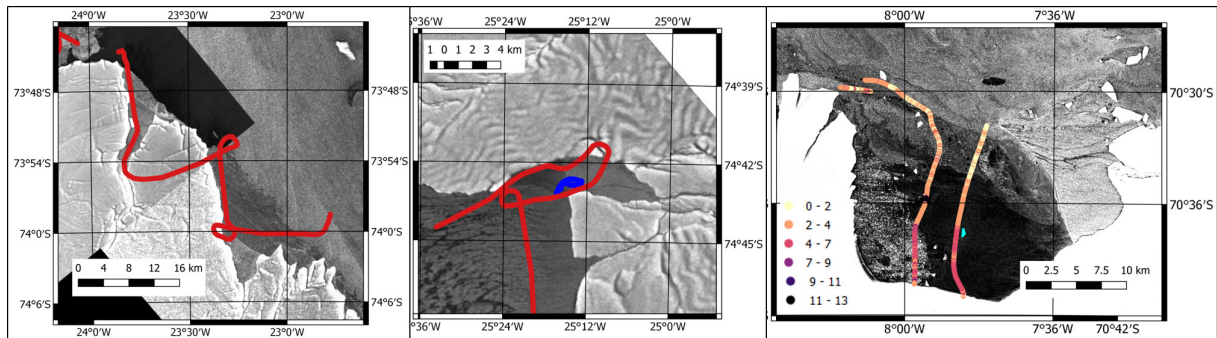 24°0'W 23°30'W 23°0'W
73°48'S
73°54'S
74°0'S
74°6'S
0 4 8 12 16 km
24°0'W 23°30'W 23°0'W
°36'W 25°24'W 25°12'W 25°0'W
1 0 1 2 3 4 km
74°39'S
73°54'S 74°42'S
74°0'S 74°45'S
74°6'S
°36'W 25°24'W 25°12'W 25°0'W
8°00'W 7°36'W
70°30'S
70°36'S
0 - 2
2 - 4
4 - 7
7 - 9
9 - 11
11 - 13
0 2.5 5 7.5 10 km
8°00'W 7°36'W 70°42'S